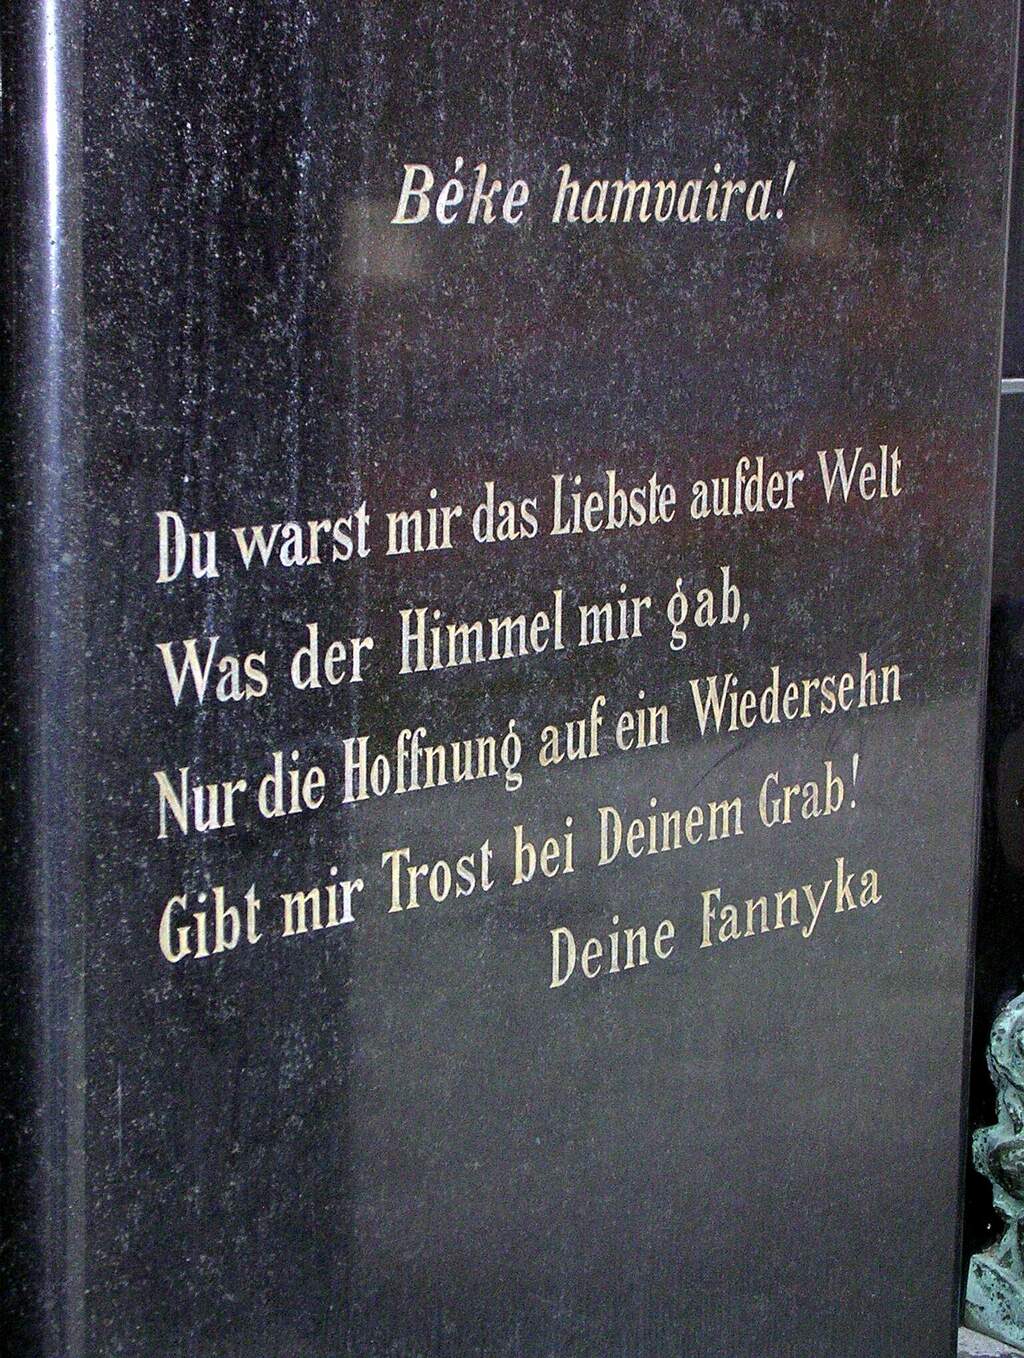 Béke hamvaira!
Du warst mir das Liebste aufder Welt
Was der Himmel mir gab,
Nur die Hoffnung auf ein Wiedersehn
Gibt mir Trost bei Deinem Grab!
Deine Fannyka